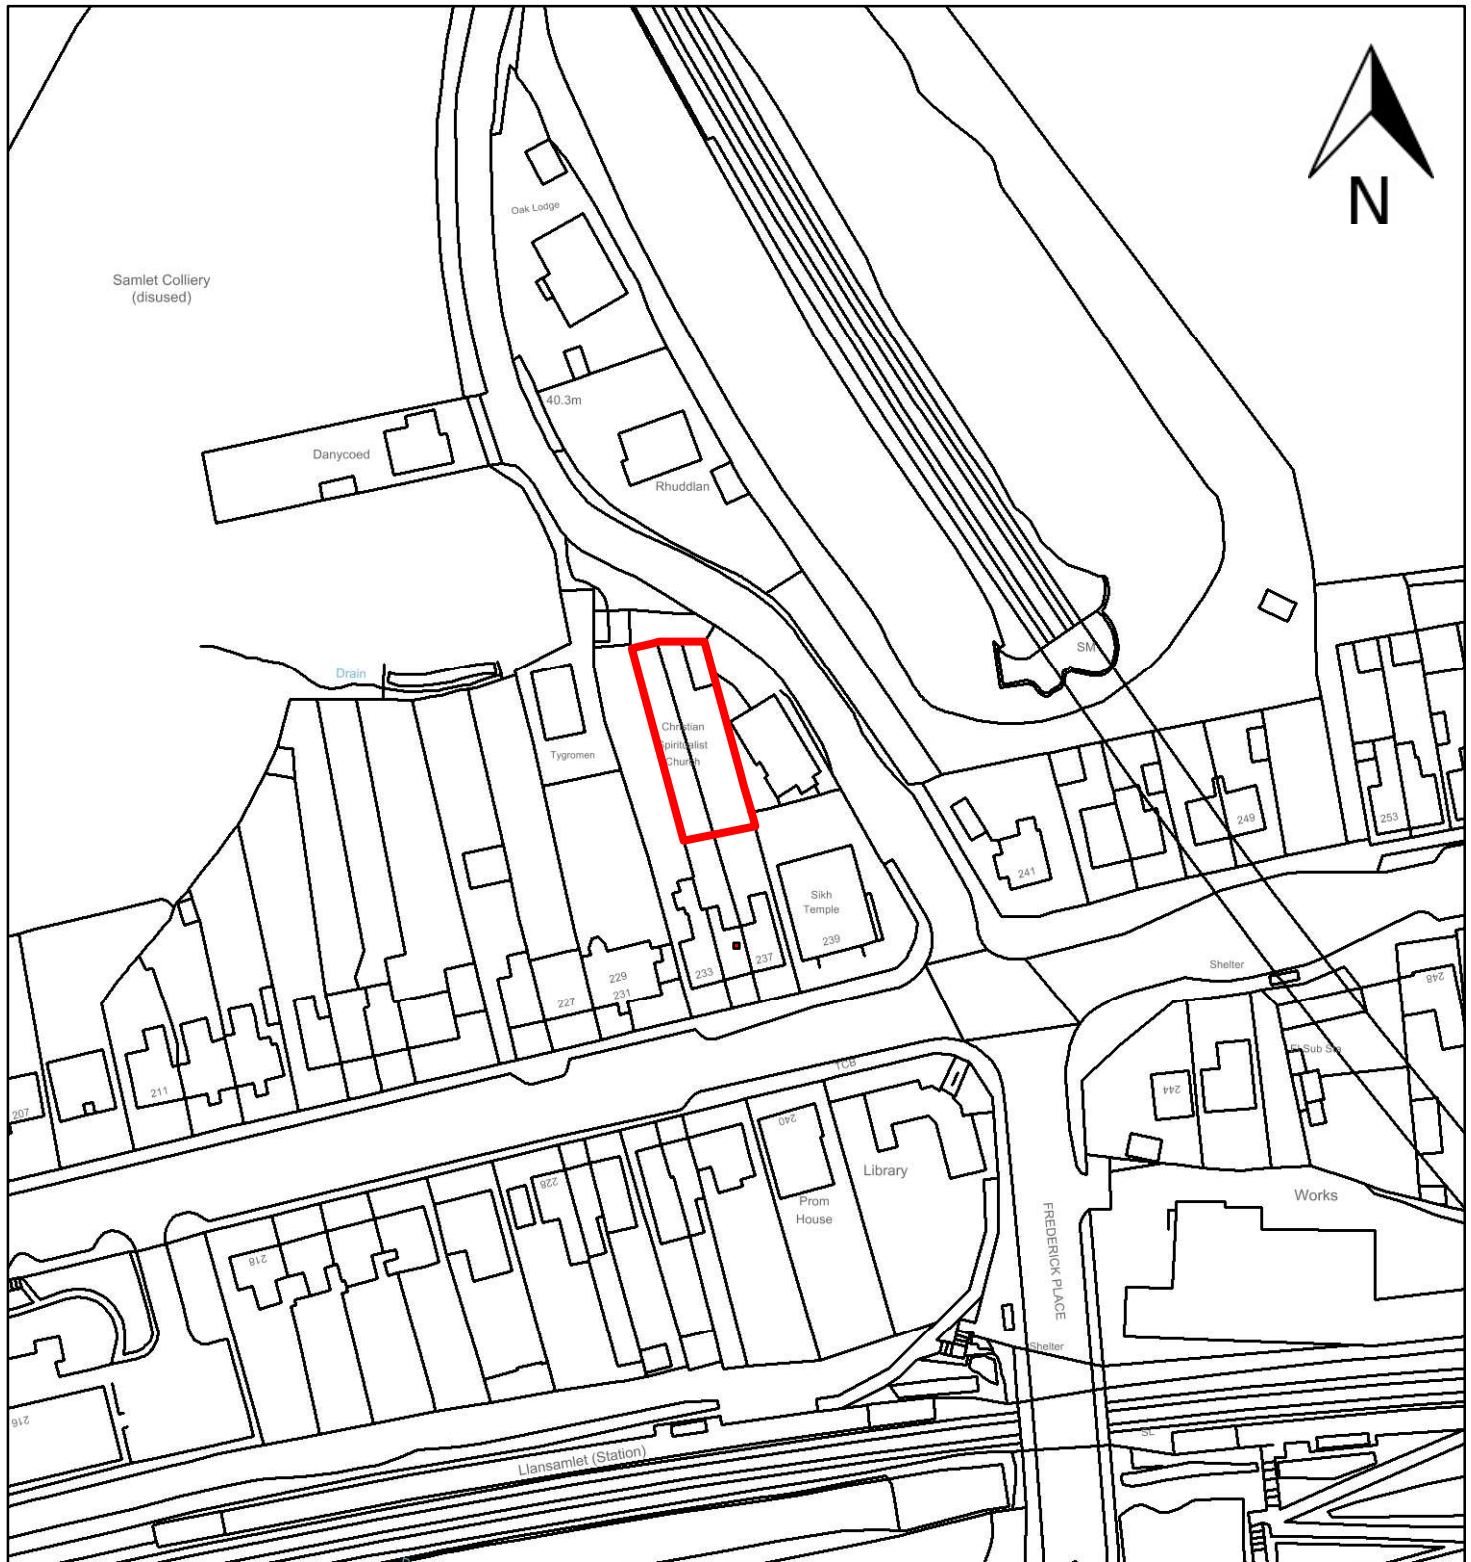 N
Oak Lodge
Samlet Colliery
(disused)
40.3m
Danycoed
Rhuddlan
SM
Drain
Christian
Spiritualist
Church
Tygromen
253
249
241
Sikh
Temple
239
237
233
229
231
227
211
207
Shelter
248
El Sub Sta
TCB
244
240
Library
Prom
House
Works
228
218
FREDERICK PLACE
Shelter
216
SL
Llansamlet (Station)